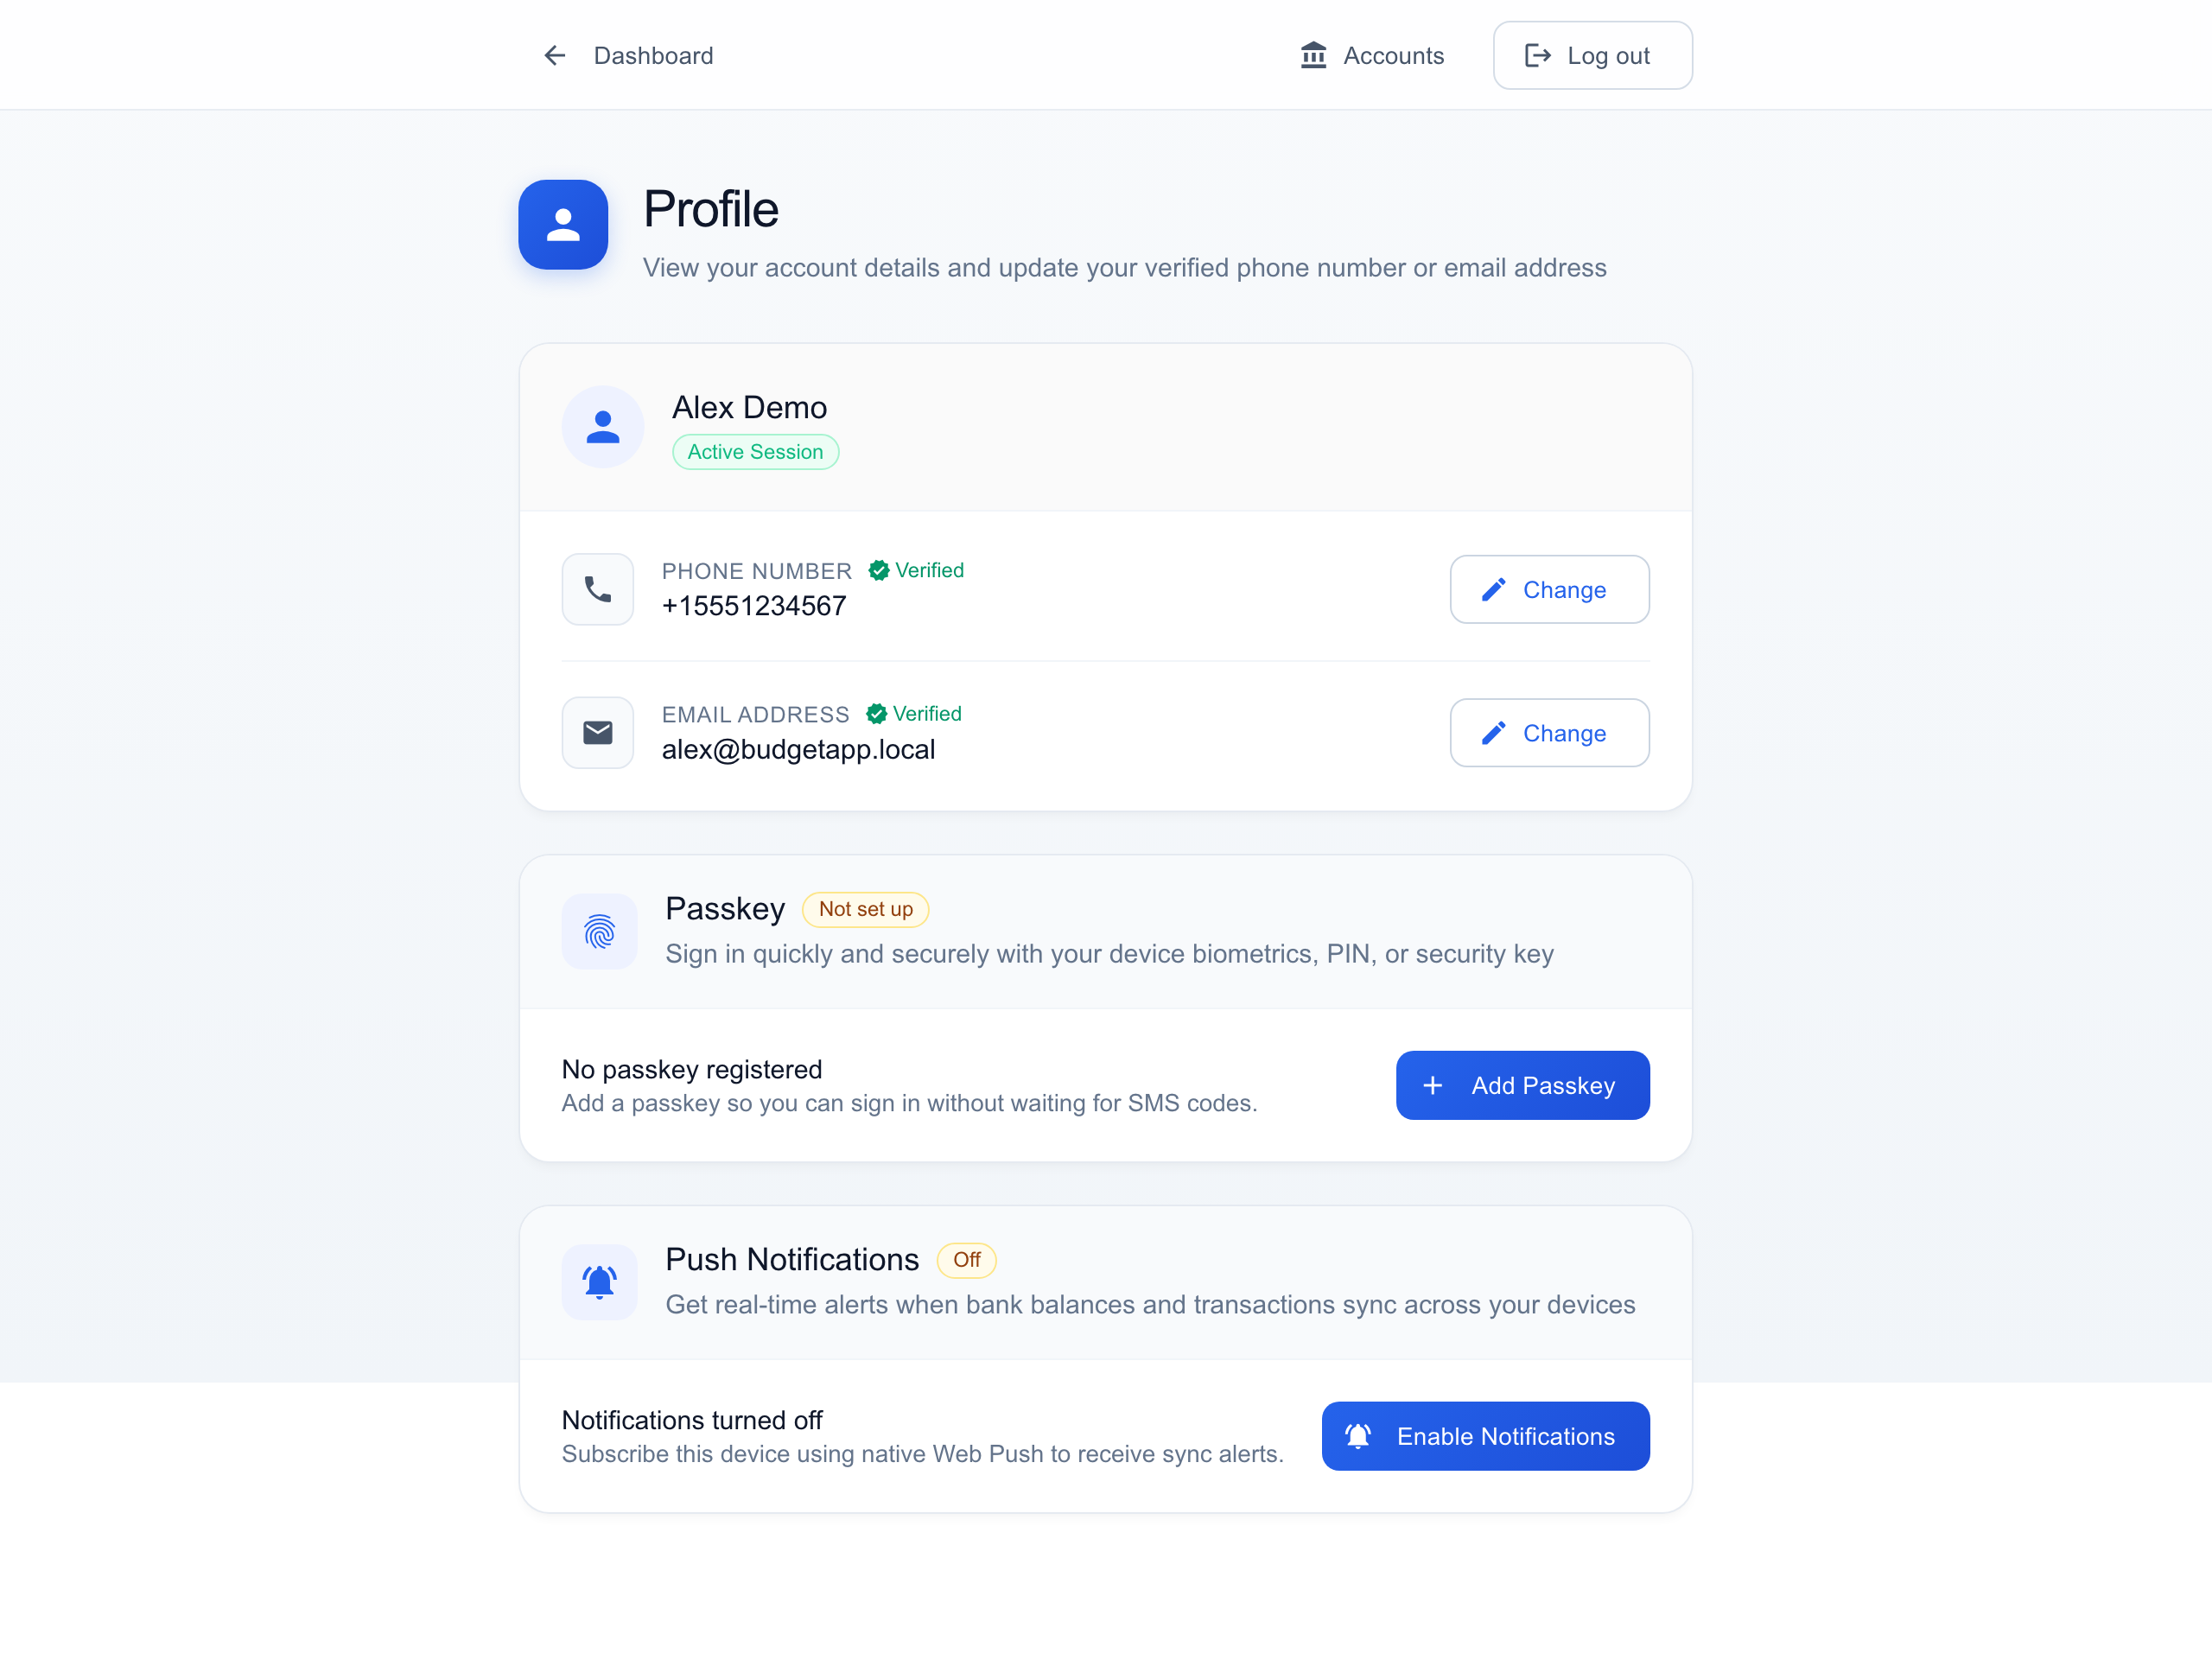 Dashboard
Accounts
Log out
Profile
View your account details and update your verified phone number or email address
Alex Demo
Active Session
PHONE NUMBER Verified
+15551234567
Change
EMAIL ADDRESS Verified
alex@budgetapp.local
Change
Passkey Not set up
Sign in quickly and securely with your device biometrics, PIN, or security key
No passkey registered
Add a passkey so you can sign in without waiting for SMS codes.
Add Passkey
Push Notifications Off
Get real-time alerts when bank balances and transactions sync across your devices
Notifications turned off
Subscribe this device using native Web Push to receive sync alerts.
Enable Notifications